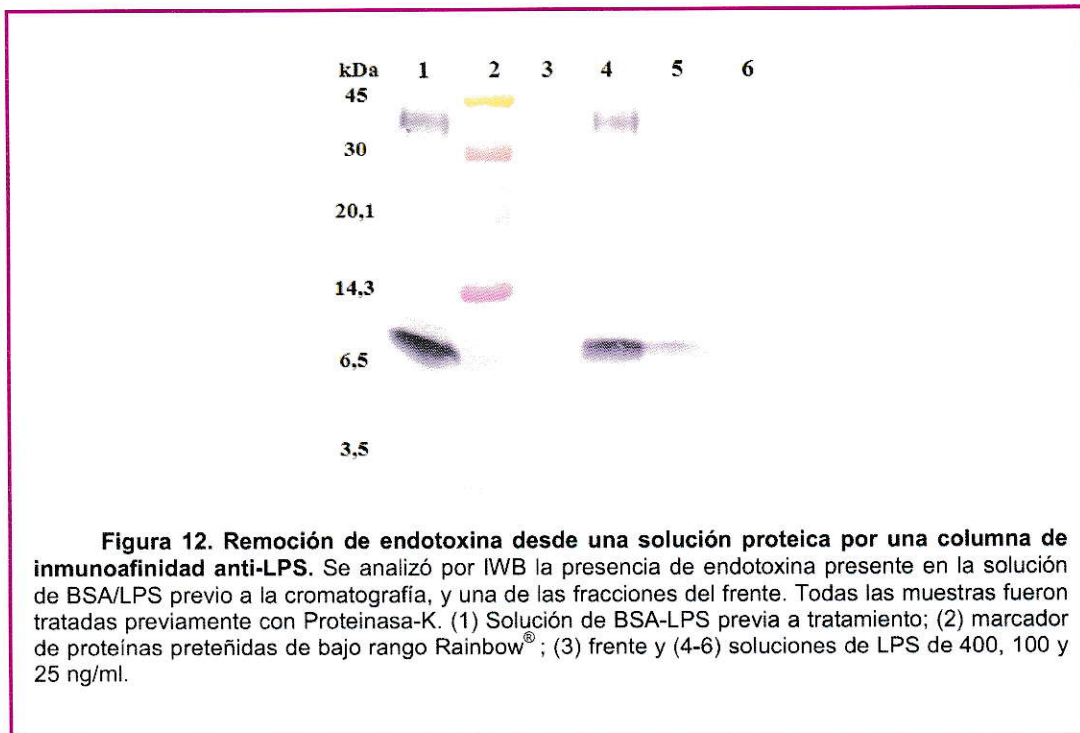 kDa 1 2 3 4 5 6
45
30
20,1
14,3
6,5
3,5
Figura 12. Remoción de endotoxina desde una solución proteica por una columna de
inmunoafinidad anti-LPS. Se analizó por IWB la presencia de endotoxina presente en la solución
de BSA/LPS previo a la cromatografía, y una de las fracciones del frente. Todas las muestras fueron
tratadas previamente con Proteinasa-K. (1) Solución de BSA-LPS previa a tratamiento; (2) marcador
de proteínas preteñidas de bajo rango Rainbow®; (3) frente y (4-6) soluciones de LPS de 400, 100 y
25 ng/ml.